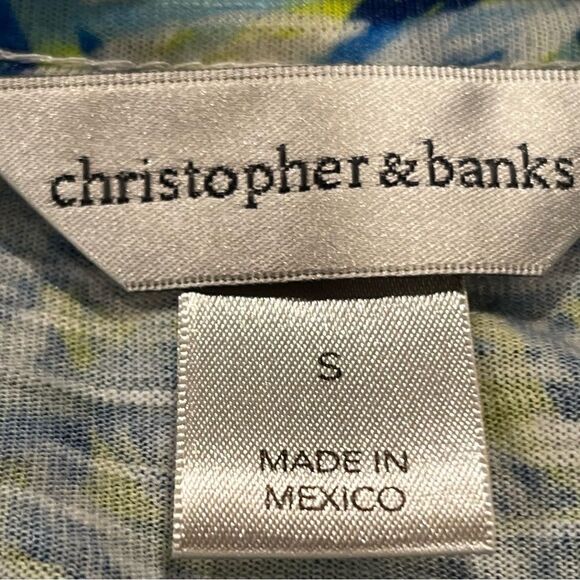 christopher & banks
S
MADE IN
MEXICO